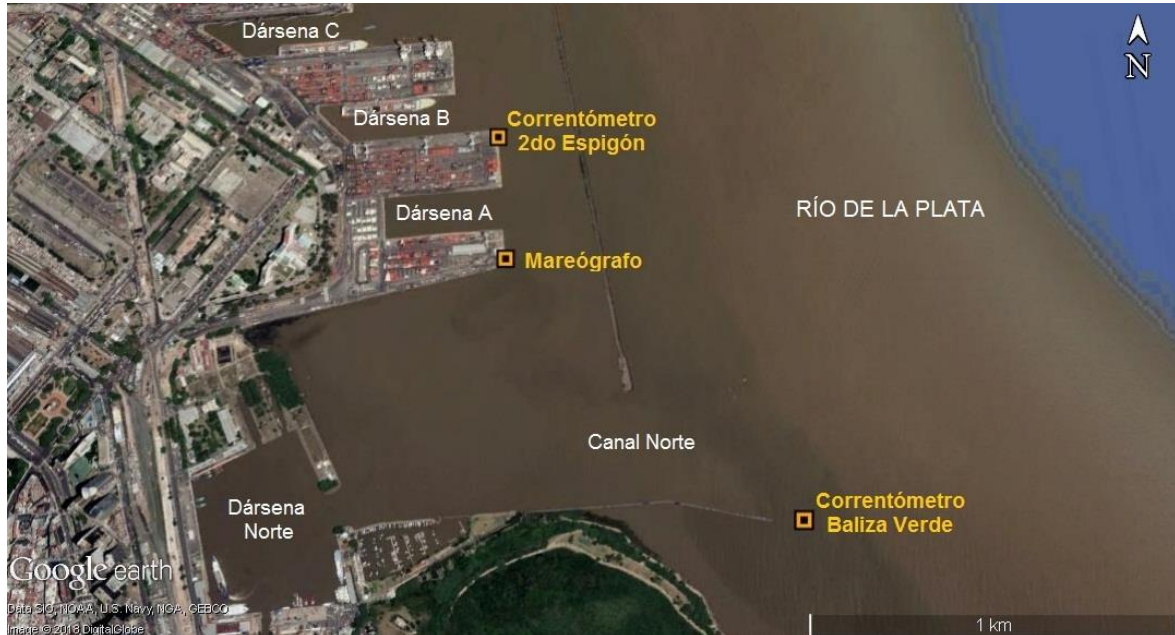 Dársena C
N
Dársena B
Correntómetro
2do Espigón
Dársena A
RÍO DE LA PLATA
Mareógrafo
Canal Norte
Dársena
Norte
Correntómetro
Baliza Verde
Google earth
Data SIO, NOAA, U.S. Navy, NGA, GEBCO
Image © 2018 DigitalGlobe
1 km